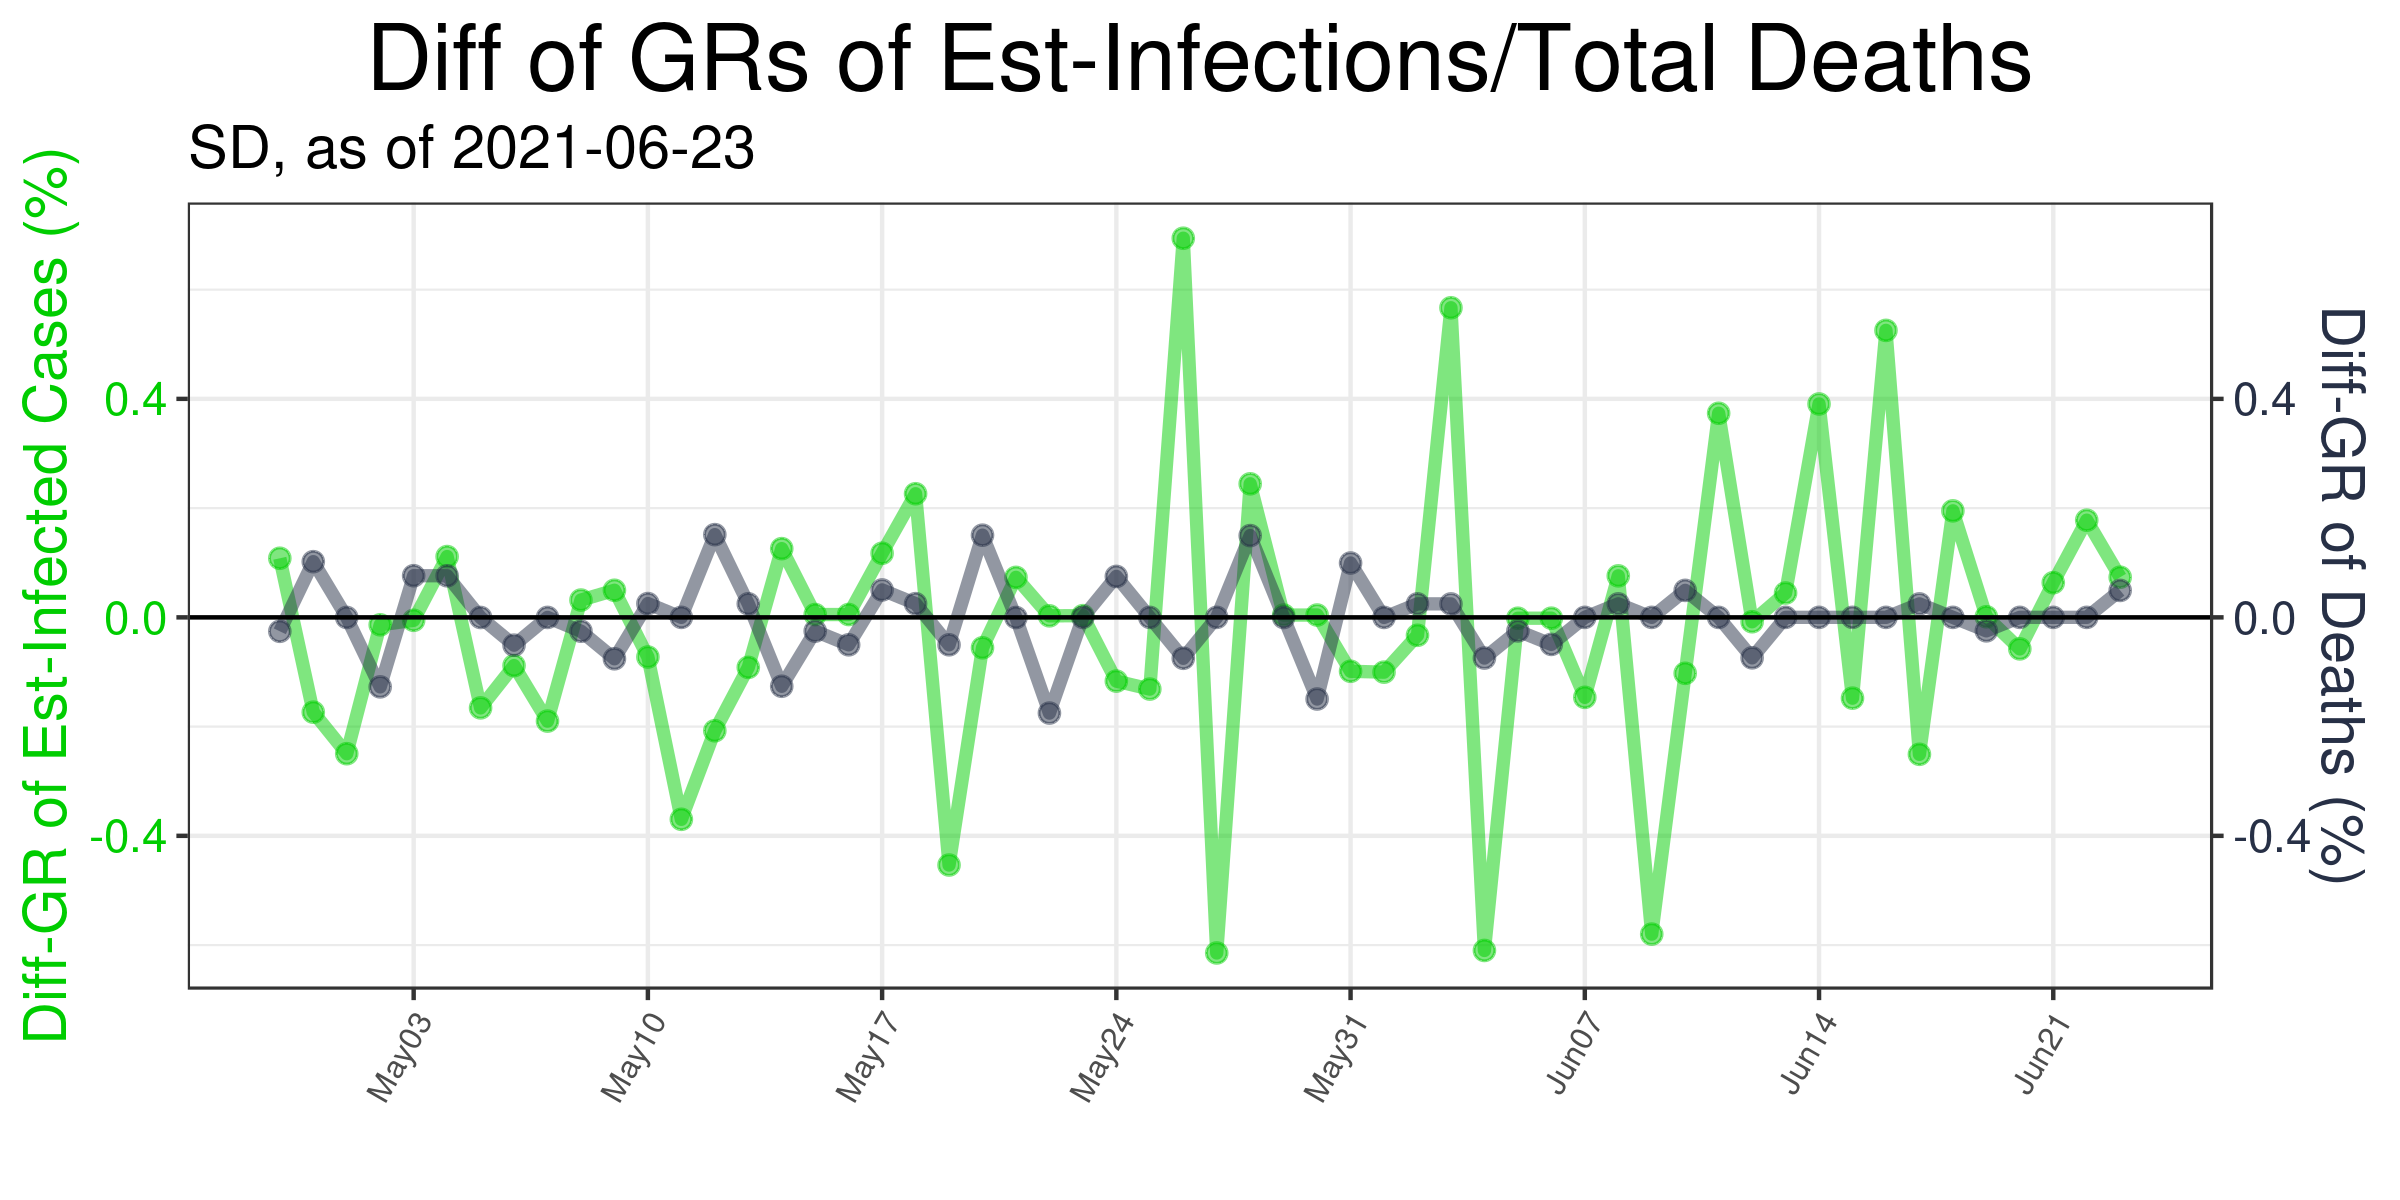 Diff of GRs of Est-Infections/Total Deaths
SD, as of 2021-06-23
Diff-GR of Est-Infected Cases (%)
0.4
0.0
-0.4
0.4
0.0
-0.4
Diff-GR of Deaths (%)
May03
May10
May17
May24
May31
Jun07
Jun14
Jun21